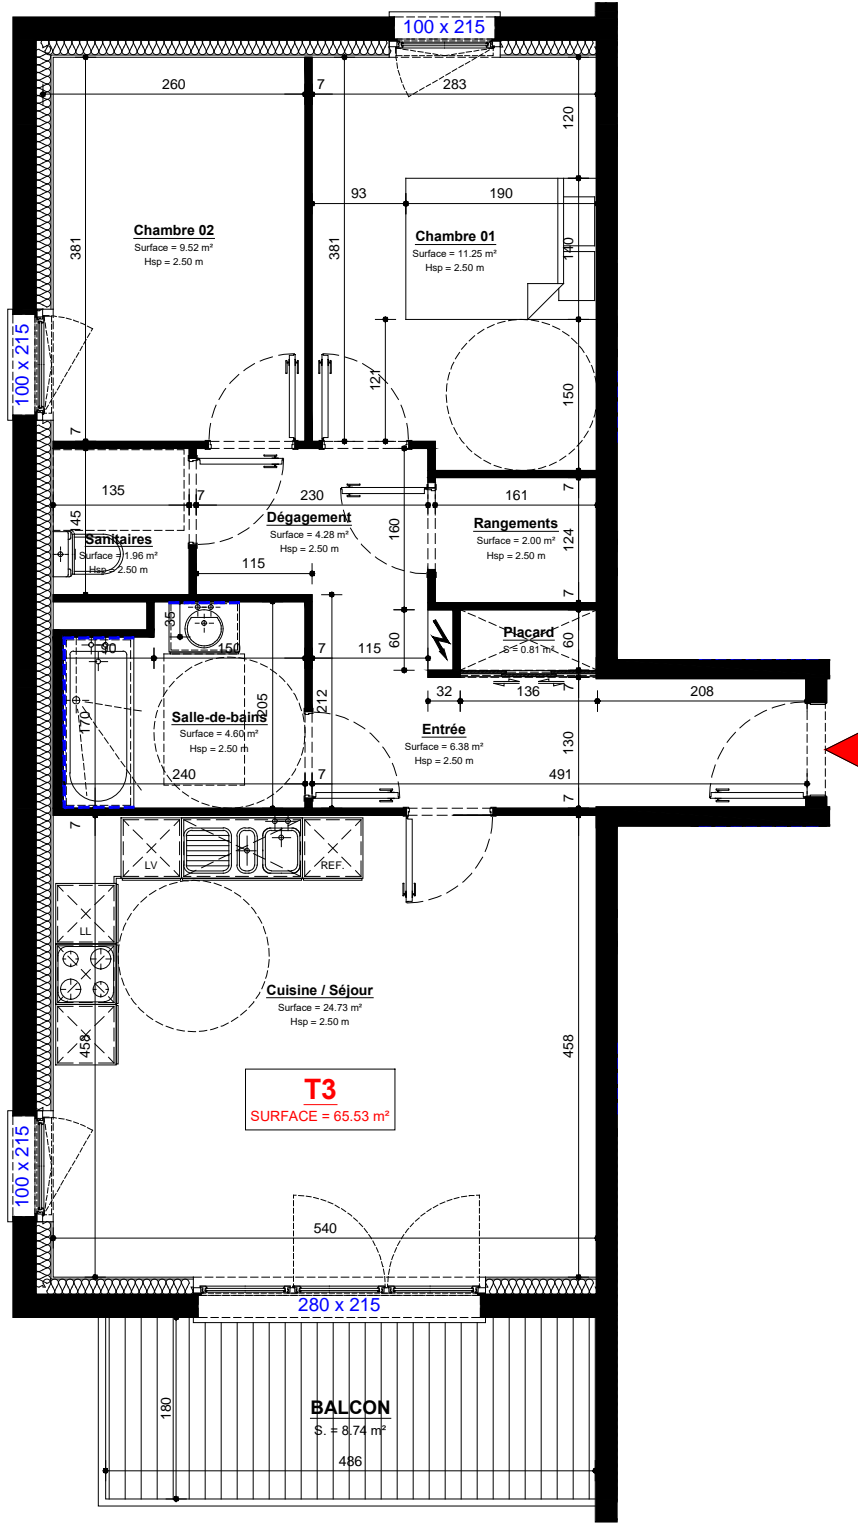 100 x 215
260
7
283
120
93
190
Chambre 02
Surface = 9.52 m²
Hsp = 2.50 m
Chambre 01
Surface = 11.25 m²
Hsp = 2.50 m
381
381
140
100 x 215
121
150
7
135
7
230
161
7
145
Sanitaires
Surface = 1.96 m²
Hsp = 2.50 m
Dégagement
Surface = 4.28 m²
Hsp = 2.50 m
160
Rangements
Surface = 2.00 m²
Hsp = 2.50 m
124
115
7
35
90
150
7
115
60
Placard
S = 0.81 m²
60
170
205
212
32
136
7
208
Salle-de-bains
Surface = 4.60 m²
Hsp = 2.50 m
Entrée
Surface = 6.38 m²
Hsp = 2.50 m
130
240
7
491
7
7
LV
REF.
LL
Cuisine / Séjour
Surface = 24.73 m²
Hsp = 2.50 m
458
458
T3
SURFACE = 65.53 m²
100 x 215
540
280 x 215
180
BALCON
S. = 8.74 m²
486